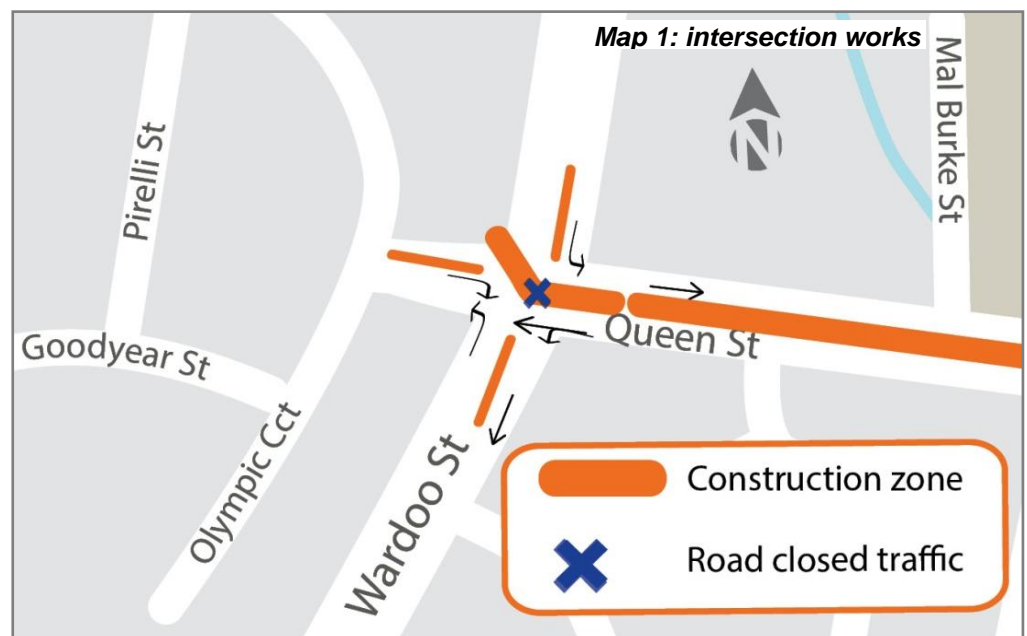 Map 1: intersection works
Mal Burke St
Pirelli St
N
Queen St
Goodyear St
Olympic Cct
Wardoo St
Construction zone
Road closed traffic